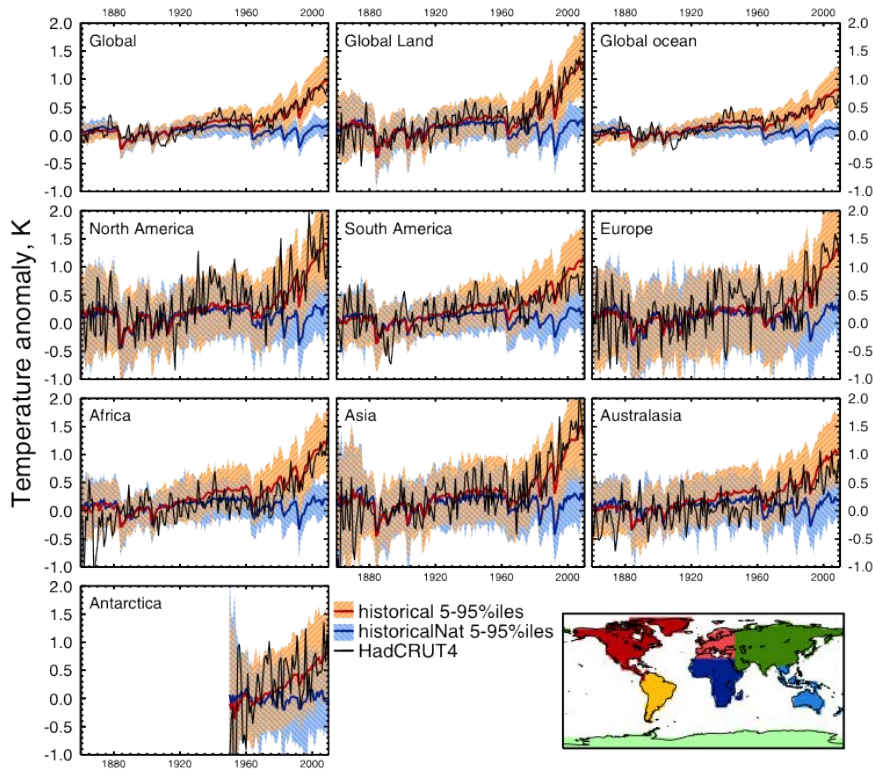 1880 1920 1960 2000 1880 1920 1960 2000 1880 1920 1960 2000
Global
Global Land
Global ocean
2.0 2.0
1.5 1.5
1.0 1.0
0.5 0.5
0.0 0.0
-0.5 -0.5
-1.0 -1.0
North America
South America
Europe
2.0 2.0
1.5 1.5
1.0 1.0
0.5 0.5
0.0 0.0
-0.5 -0.5
-1.0 -1.0
Temperature anomaly, K
Africa
Asia
Australasia
2.0 2.0
1.5 1.5
1.0 1.0
0.5 0.5
0.0 0.0
-0.5 -0.5
-1.0 -1.0
1880 1920 1960 2000 1880 1920 1960 2000
Antarctica
2.0
1.5
1.0
0.5
0.0
-0.5
-1.0
1880 1920 1960 2000
historical 5-95%iles
historicalNat 5-95%iles
HadCRUT4